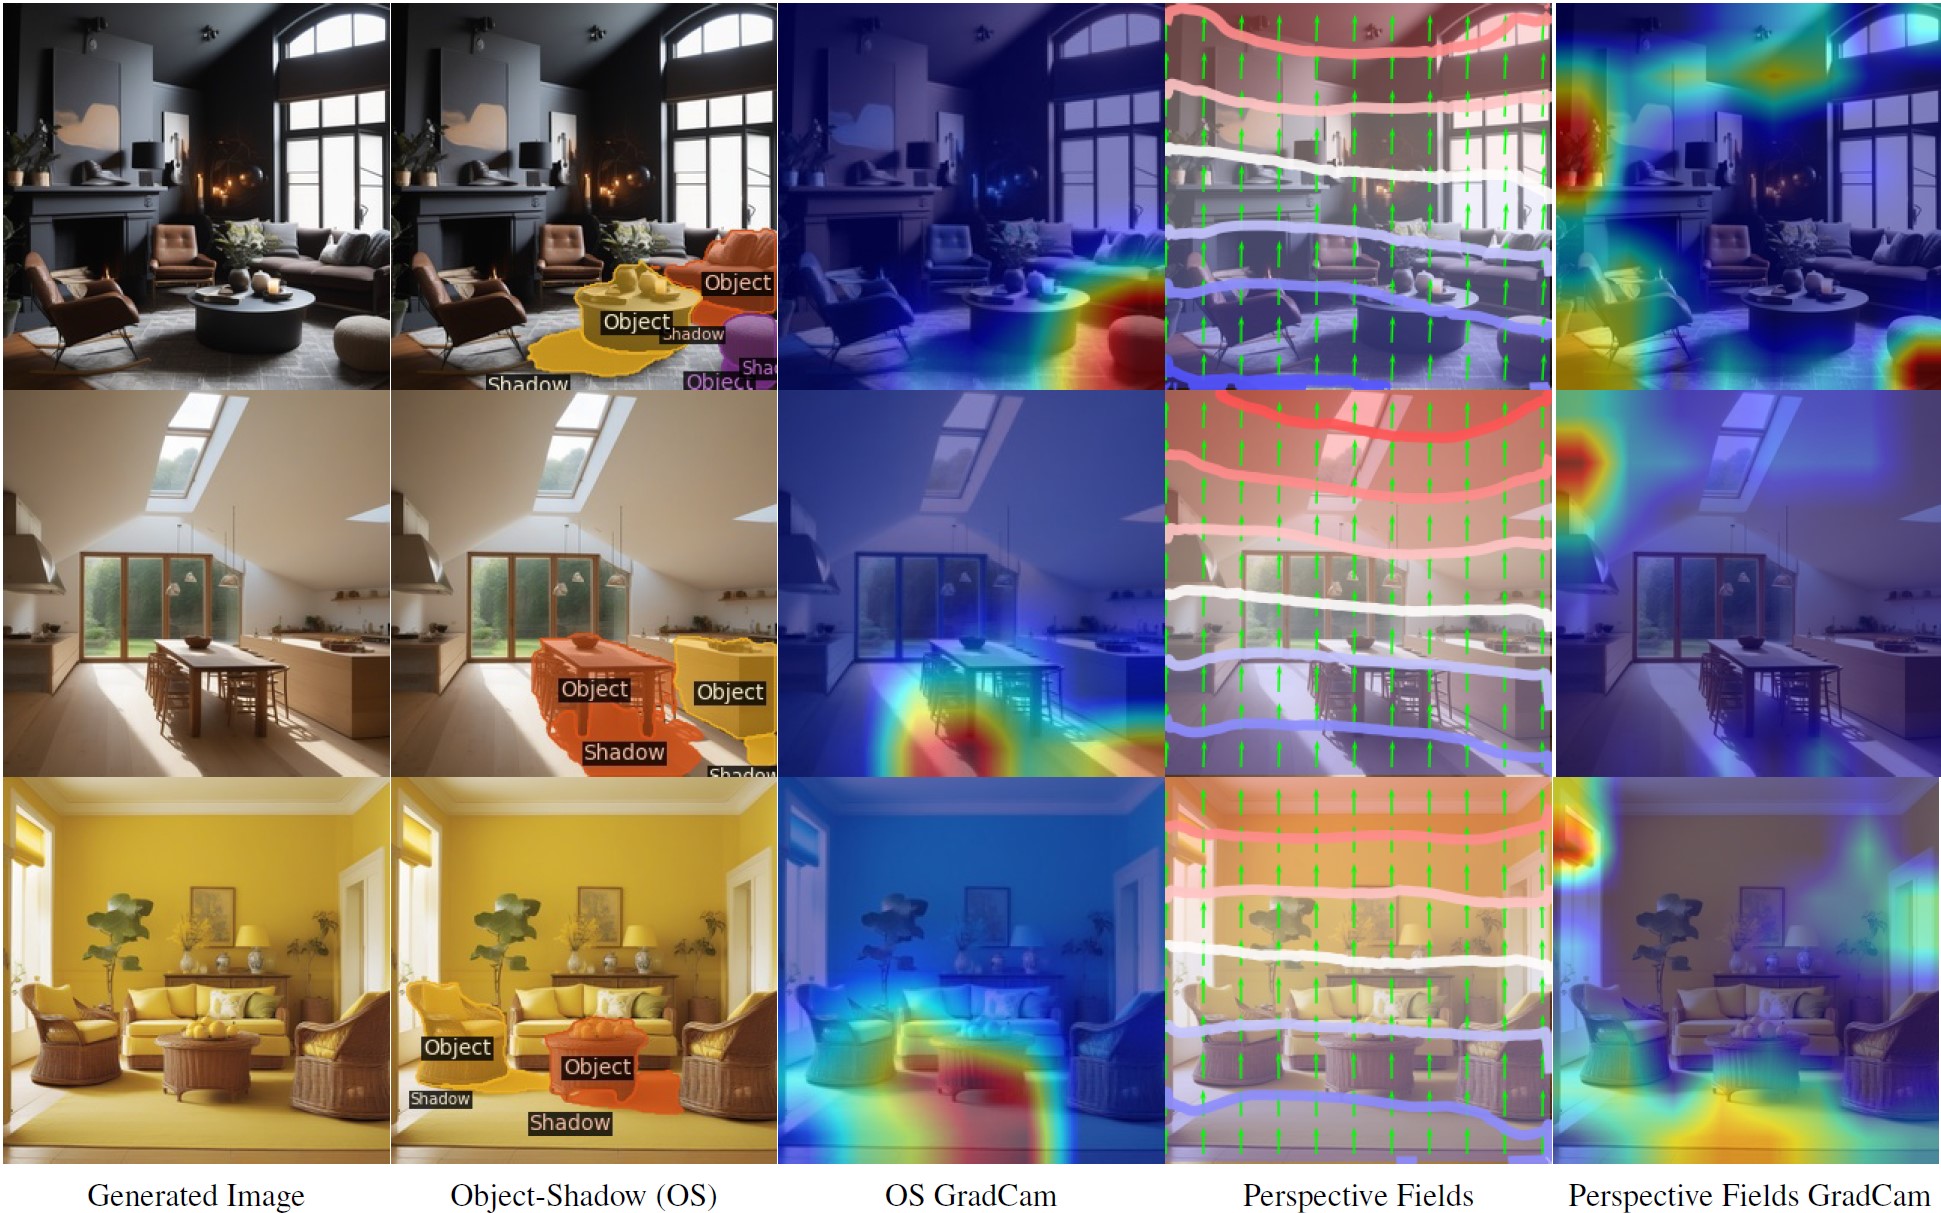 Object
Object
Shadow
Shadow
Object
Shadow
Object
Object
Shadow
Object
Object
Shadow
Shadow
Generated Image
Object-Shadow (OS)
OS GradCam
Perspective Fields
Perspective Fields GradCam